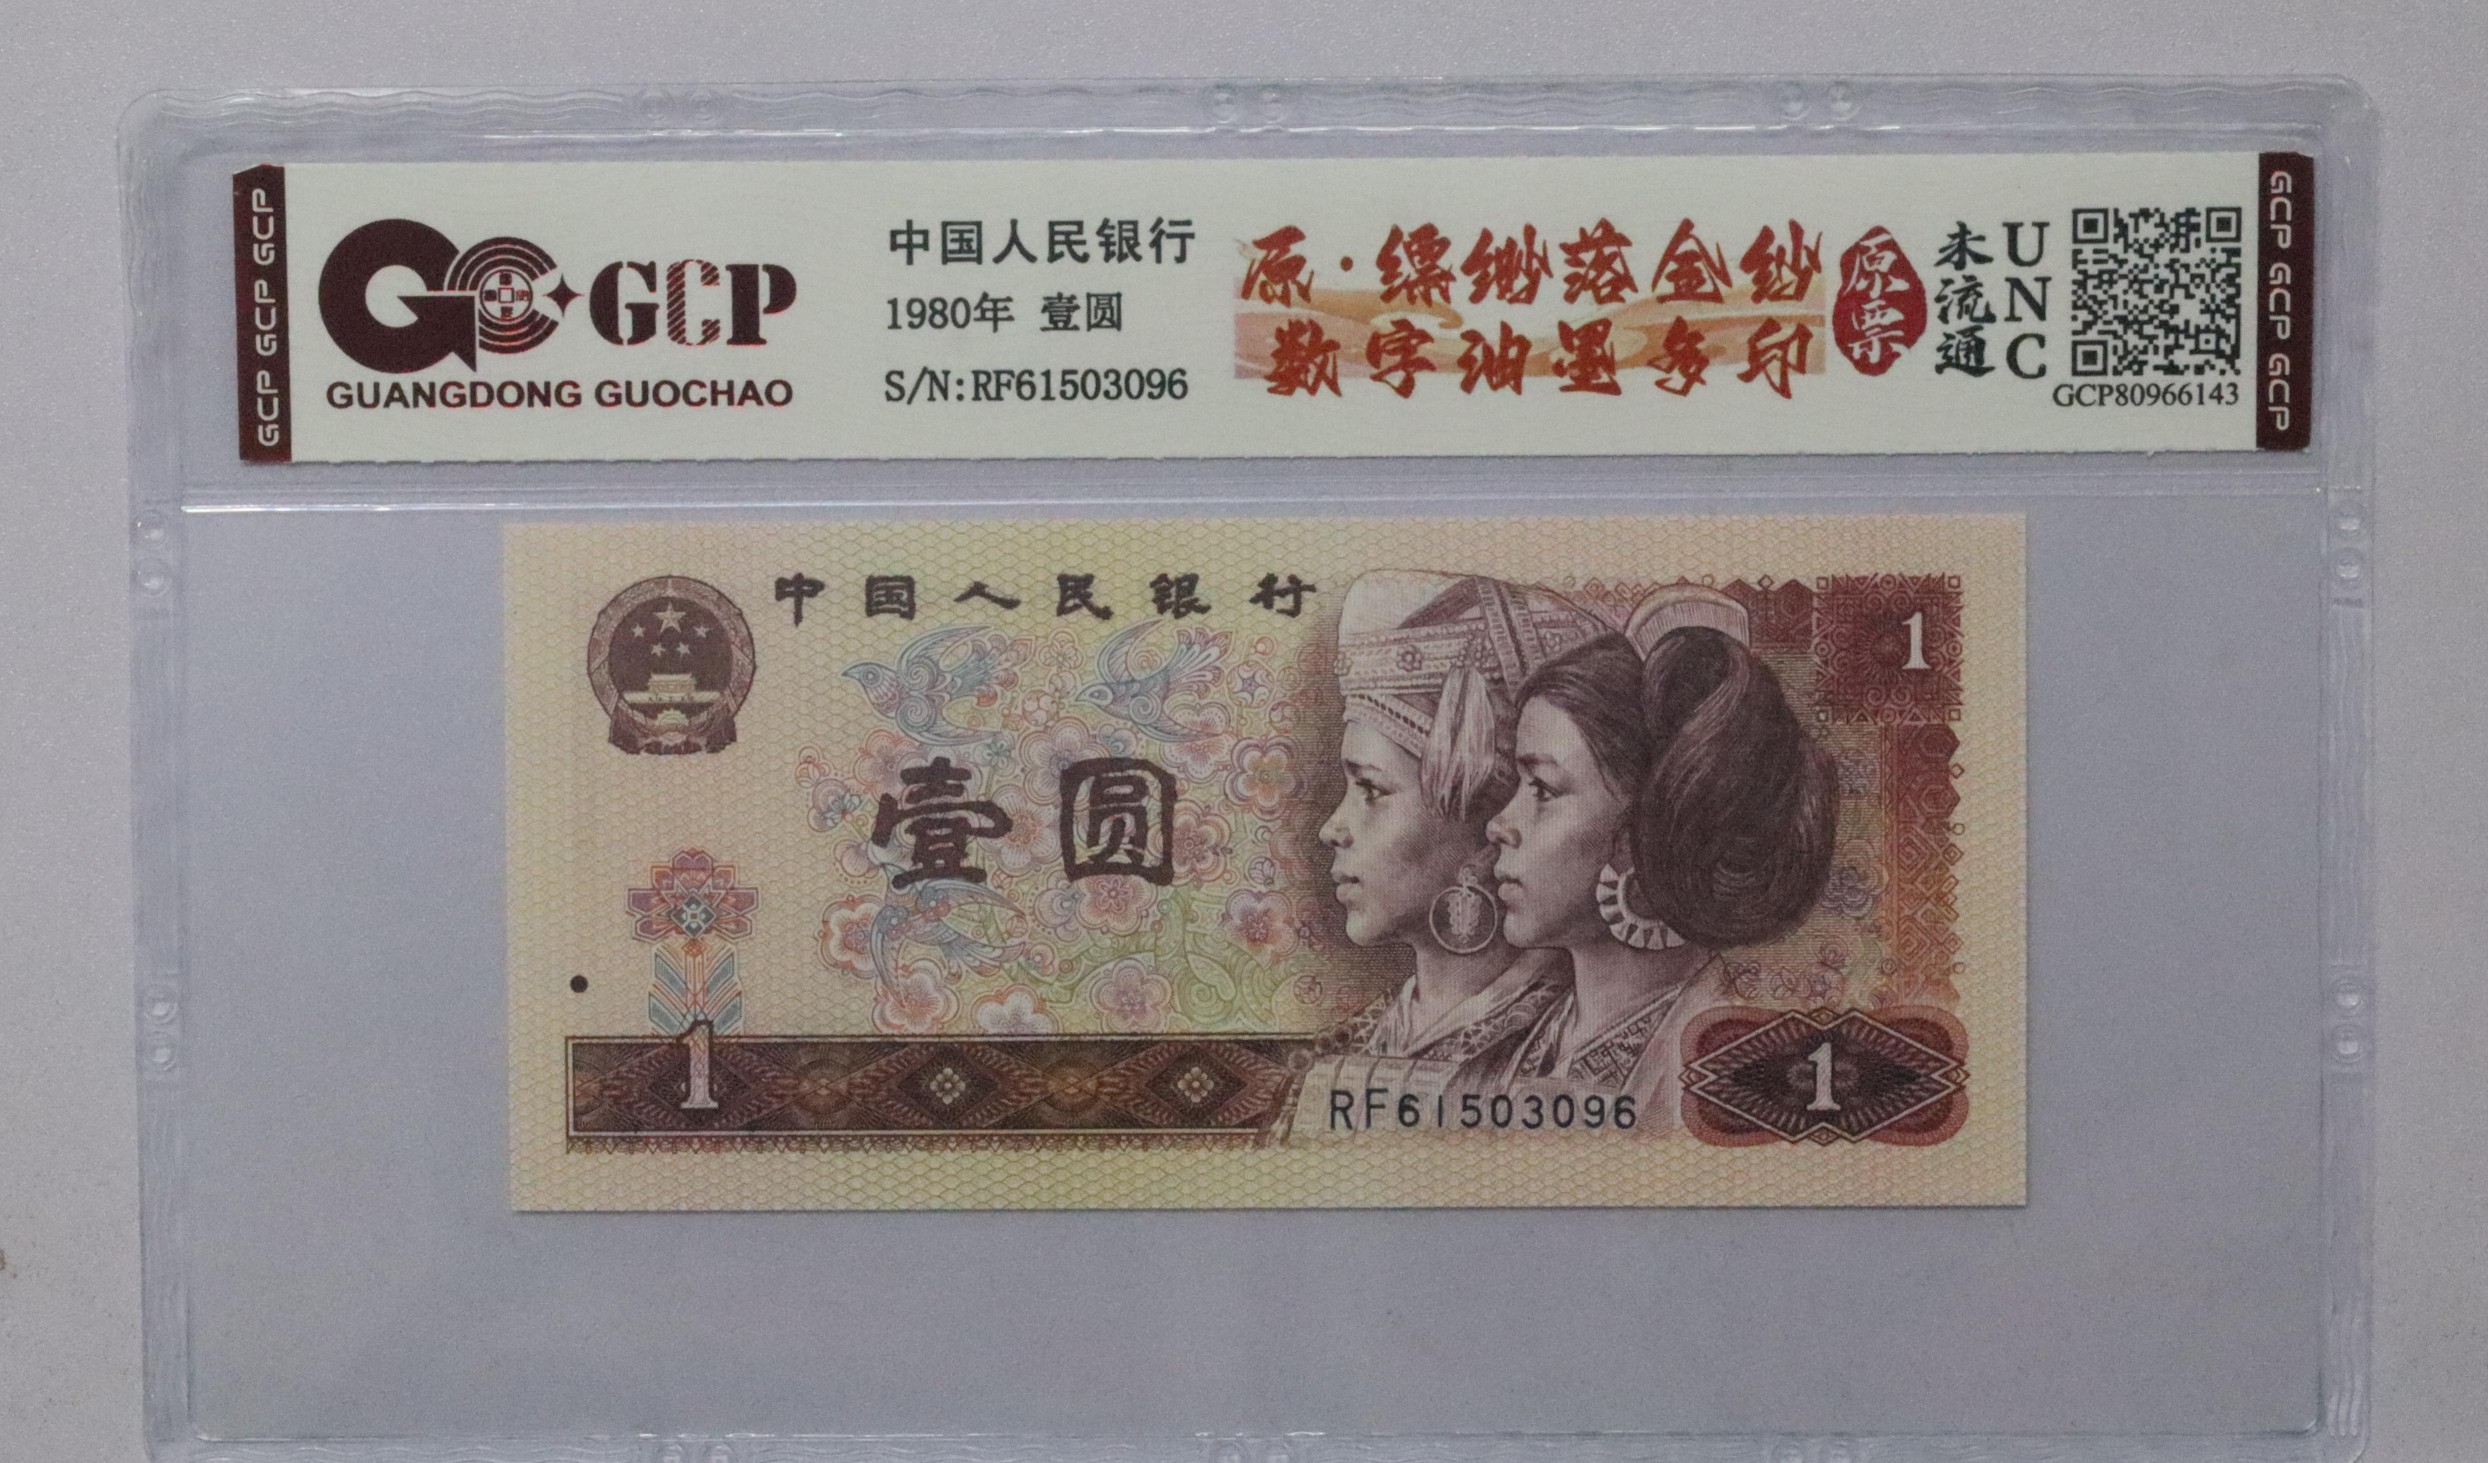 GCP GCP GCP
GCP
GUANGDONG GUOCHAO
中国人民银行
1980年 壹圆
S/N:RF61503096
原·缥缈落金纱
数字油墨多印
原票
未流通
UNC
GCP80966143
GCP GCP GCP
中国人民银行
1
壹圆
1
RF61503096
1